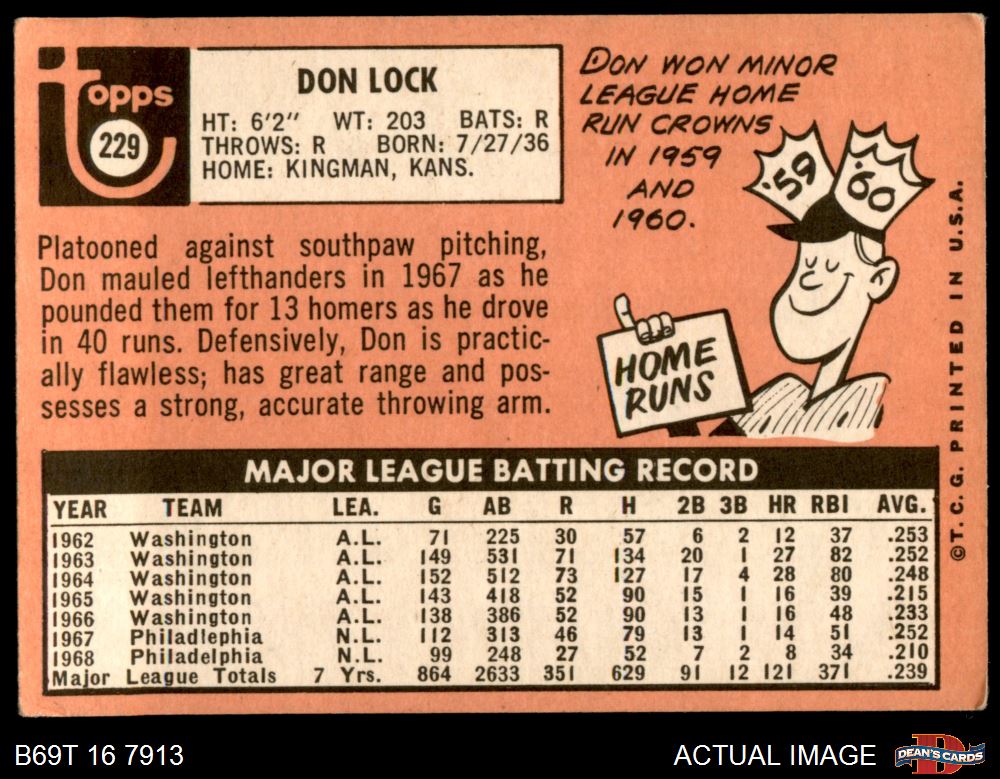 topps
229
DON LOCK
HT: 6'2" WT: 203 BATS: R
THROWS: R BORN: 7/27/36
HOME: KINGMAN, KANS.
DON WON MINOR
LEAGUE HOME
RUN CROWNS
IN 1959
AND
1960.
'59
'60
HOME
RUNS
Platooned against southpaw pitching,
Don mauled lefthanders in 1967 as he
pounded them for 13 homers as he drove
in 40 runs. Defensively, Don is practic-
ally flawless; has great range and pos-
sesses a strong, accurate throwing arm.
MAJOR LEAGUE BATTING RECORD
YEAR TEAM LEA. G AB R H 2B 3B HR RBI AVG.
1962 Washington A.L. 71 225 30 57 6 2 12 37 .253
1963 Washington A.L. 149 531 71 134 20 1 27 82 .252
1964 Washington A.L. 152 512 73 127 17 4 28 80 .248
1965 Washington A.L. 143 418 52 90 15 1 16 39 .215
1966 Washington A.L. 138 386 52 90 13 1 16 48 .233
1967 Philadlephia N.L. 112 313 46 79 13 1 14 51 .252
1968 Philadelphia N.L. 99 248 27 52 7 2 8 34 .210
Major League Totals 7 Yrs. 864 2633 351 629 91 12 121 371 .239
©T.C.G. PRINTED IN U.S.A.
B69T 16 7913
ACTUAL IMAGE
DEAN'S CARDS